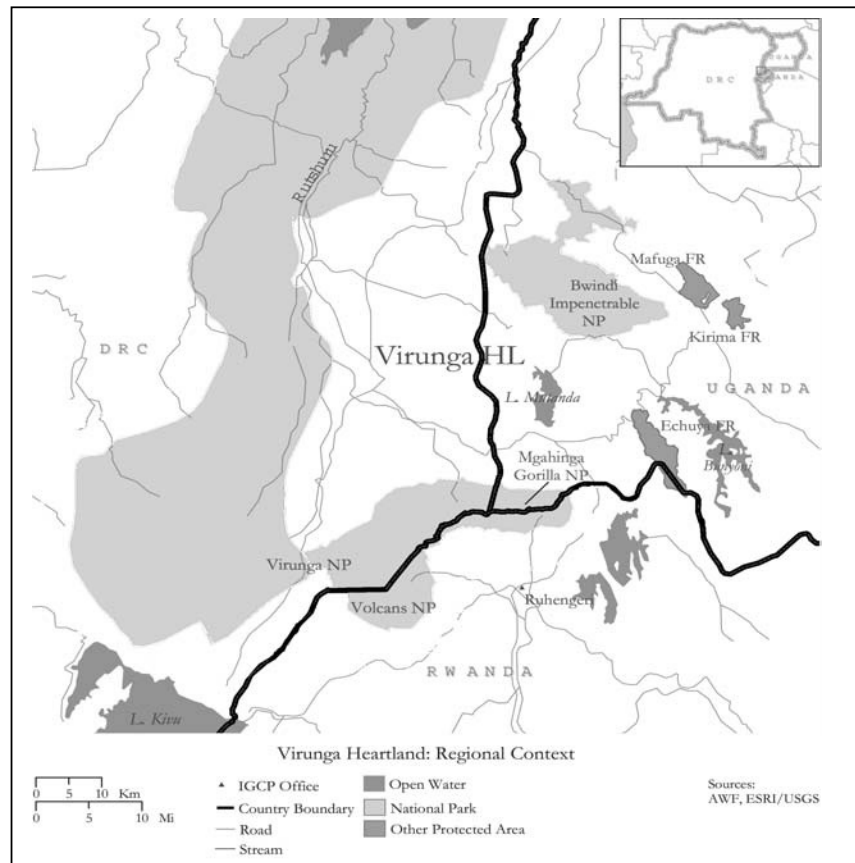 DRC
UGANDA
Rutshuru
Mafuga FR
Bwindi
Impenetrable
NP
Kirima FR
DRC
Virunga HL
L. Mutanda
UGANDA
Echuya FR
L.
Bunyoni
Mgahinga
Gorilla NP
Virunga NP
Volcans NP
Ruhengeri
RWANDA
L. Kivu
Virunga Heartland: Regional Context
0 5 10 Km
0 5 10 Mi
IGCP Office
Country Boundary
Road
Stream
Open Water
National Park
Other Protected Area
Sources:
AWF, ESRI/USGS